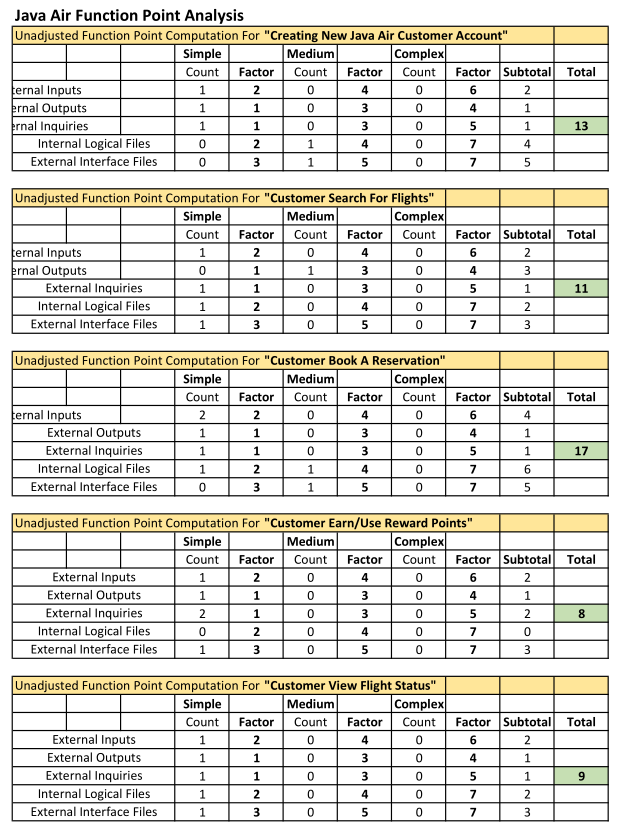 Java Air Function Point Analysis
Unadjusted Function Point Computation For "Creating New Java Air Customer Account"
Simple Medium Complex
Count Factor Count Factor Count Factor Subtotal Total
ternal Inputs 1 2 0 4 0 6 2
ernal Outputs 1 1 0 3 0 4 1
ernal Inquiries 1 1 0 3 0 5 1 13
Internal Logical Files 0 2 1 4 0 7 4
External Interface Files 0 3 1 5 0 7 5
Unadjusted Function Point Computation For "Customer Search For Flights"
Simple Medium Complex
Count Factor Count Factor Count Factor Subtotal Total
ternal Inputs 1 2 0 4 0 6 2
ernal Outputs 0 1 1 3 0 4 3
External Inquiries 1 1 0 3 0 5 1 11
Internal Logical Files 1 2 0 4 0 7 2
External Interface Files 1 3 0 5 0 7 3
Unadjusted Function Point Computation For "Customer Book A Reservation"
Simple Medium Complex
Count Factor Count Factor Count Factor Subtotal Total
ternal Inputs 2 2 0 4 0 6 4
External Outputs 1 1 0 3 0 4 1
External Inquiries 1 1 0 3 0 5 1 17
Internal Logical Files 1 2 1 4 0 7 6
External Interface Files 0 3 1 5 0 7 5
Unadjusted Function Point Computation For "Customer Earn/Use Reward Points"
Simple Medium Complex
Count Factor Count Factor Count Factor Subtotal Total
External Inputs 1 2 0 4 0 6 2
External Outputs 1 1 0 3 0 4 1
External Inquiries 2 1 0 3 0 5 2 8
Internal Logical Files 0 2 0 4 0 7 0
External Interface Files 1 3 0 5 0 7 3
Unadjusted Function Point Computation For "Customer View Flight Status"
Simple Medium Complex
Count Factor Count Factor Count Factor Subtotal Total
External Inputs 1 2 0 4 0 6 2
External Outputs 1 1 0 3 0 4 1
External Inquiries 1 1 0 3 0 5 1 9
Internal Logical Files 1 2 0 4 0 7 2
External Interface Files 1 3 0 5 0 7 3